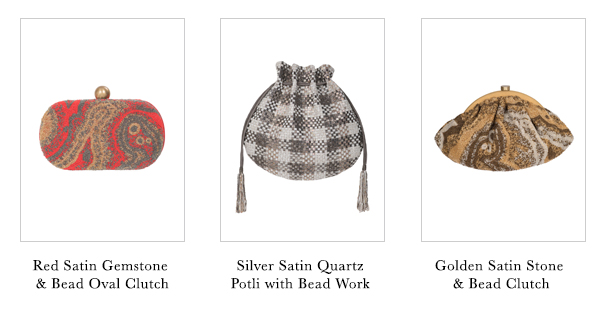 Red Satin Gemstone
& Bead Oval Clutch
Silver Satin Quartz
Potli with Bead Work
Golden Satin Stone
& Bead Clutch